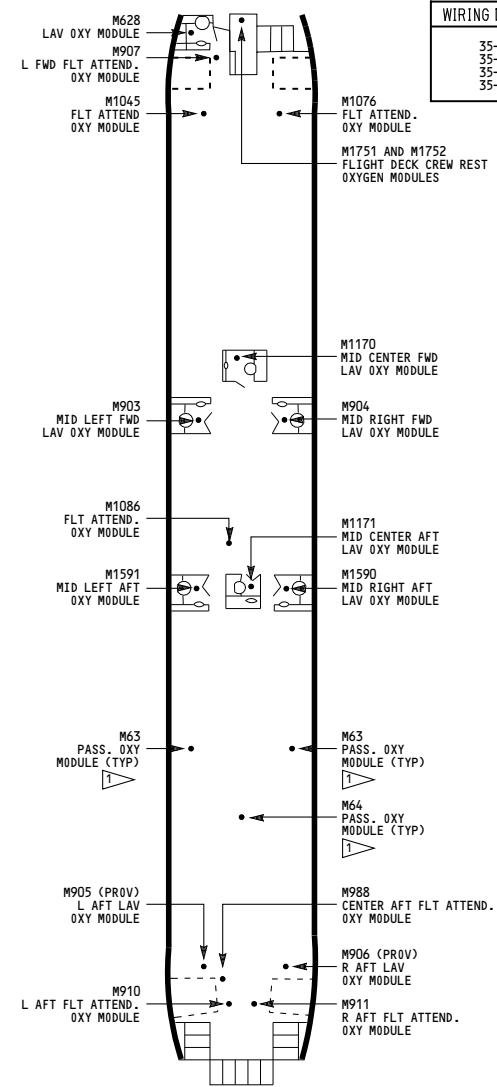 WIRING
35-
35-
35-
35-
M628
LAV OXY MODULE
M907
L FWD FLT ATTEND.
OXY MODULE
M1045
FLT ATTEND
OXY MODULE
M1076
FLT ATTEND.
OXY MODULE
M1751 AND M1752
FLIGHT DECK CREW REST
OXYGEN MODULES
M1170
MID CENTER FWD
LAV OXY MODULE
M903
MID LEFT FWD
LAV OXY MODULE
M904
MID RIGHT FWD
LAV OXY MODULE
M1086
FLT ATTEND.
OXY MODULE
M1171
MID CENTER AFT
LAV OXY MODULE
M1591
MID LEFT AFT
OXY MODULE
M1590
MID RIGHT AFT
LAV OXY MODULE
M63
PASS. OXY
MODULE (TYP)
1
M63
PASS. OXY
MODULE (TYP)
1
M64
PASS. OXY
MODULE (TYP)
1
M905 (PROV)
L AFT LAV
OXY MODULE
M988
CENTER AFT FLT ATTEND.
OXY MODULE
M906 (PROV)
R AFT LAV
OXY MODULE
M910
L AFT FLT ATTEND.
OXY MODULE
M911
R AFT FLT ATTEND.
OXY MODULE